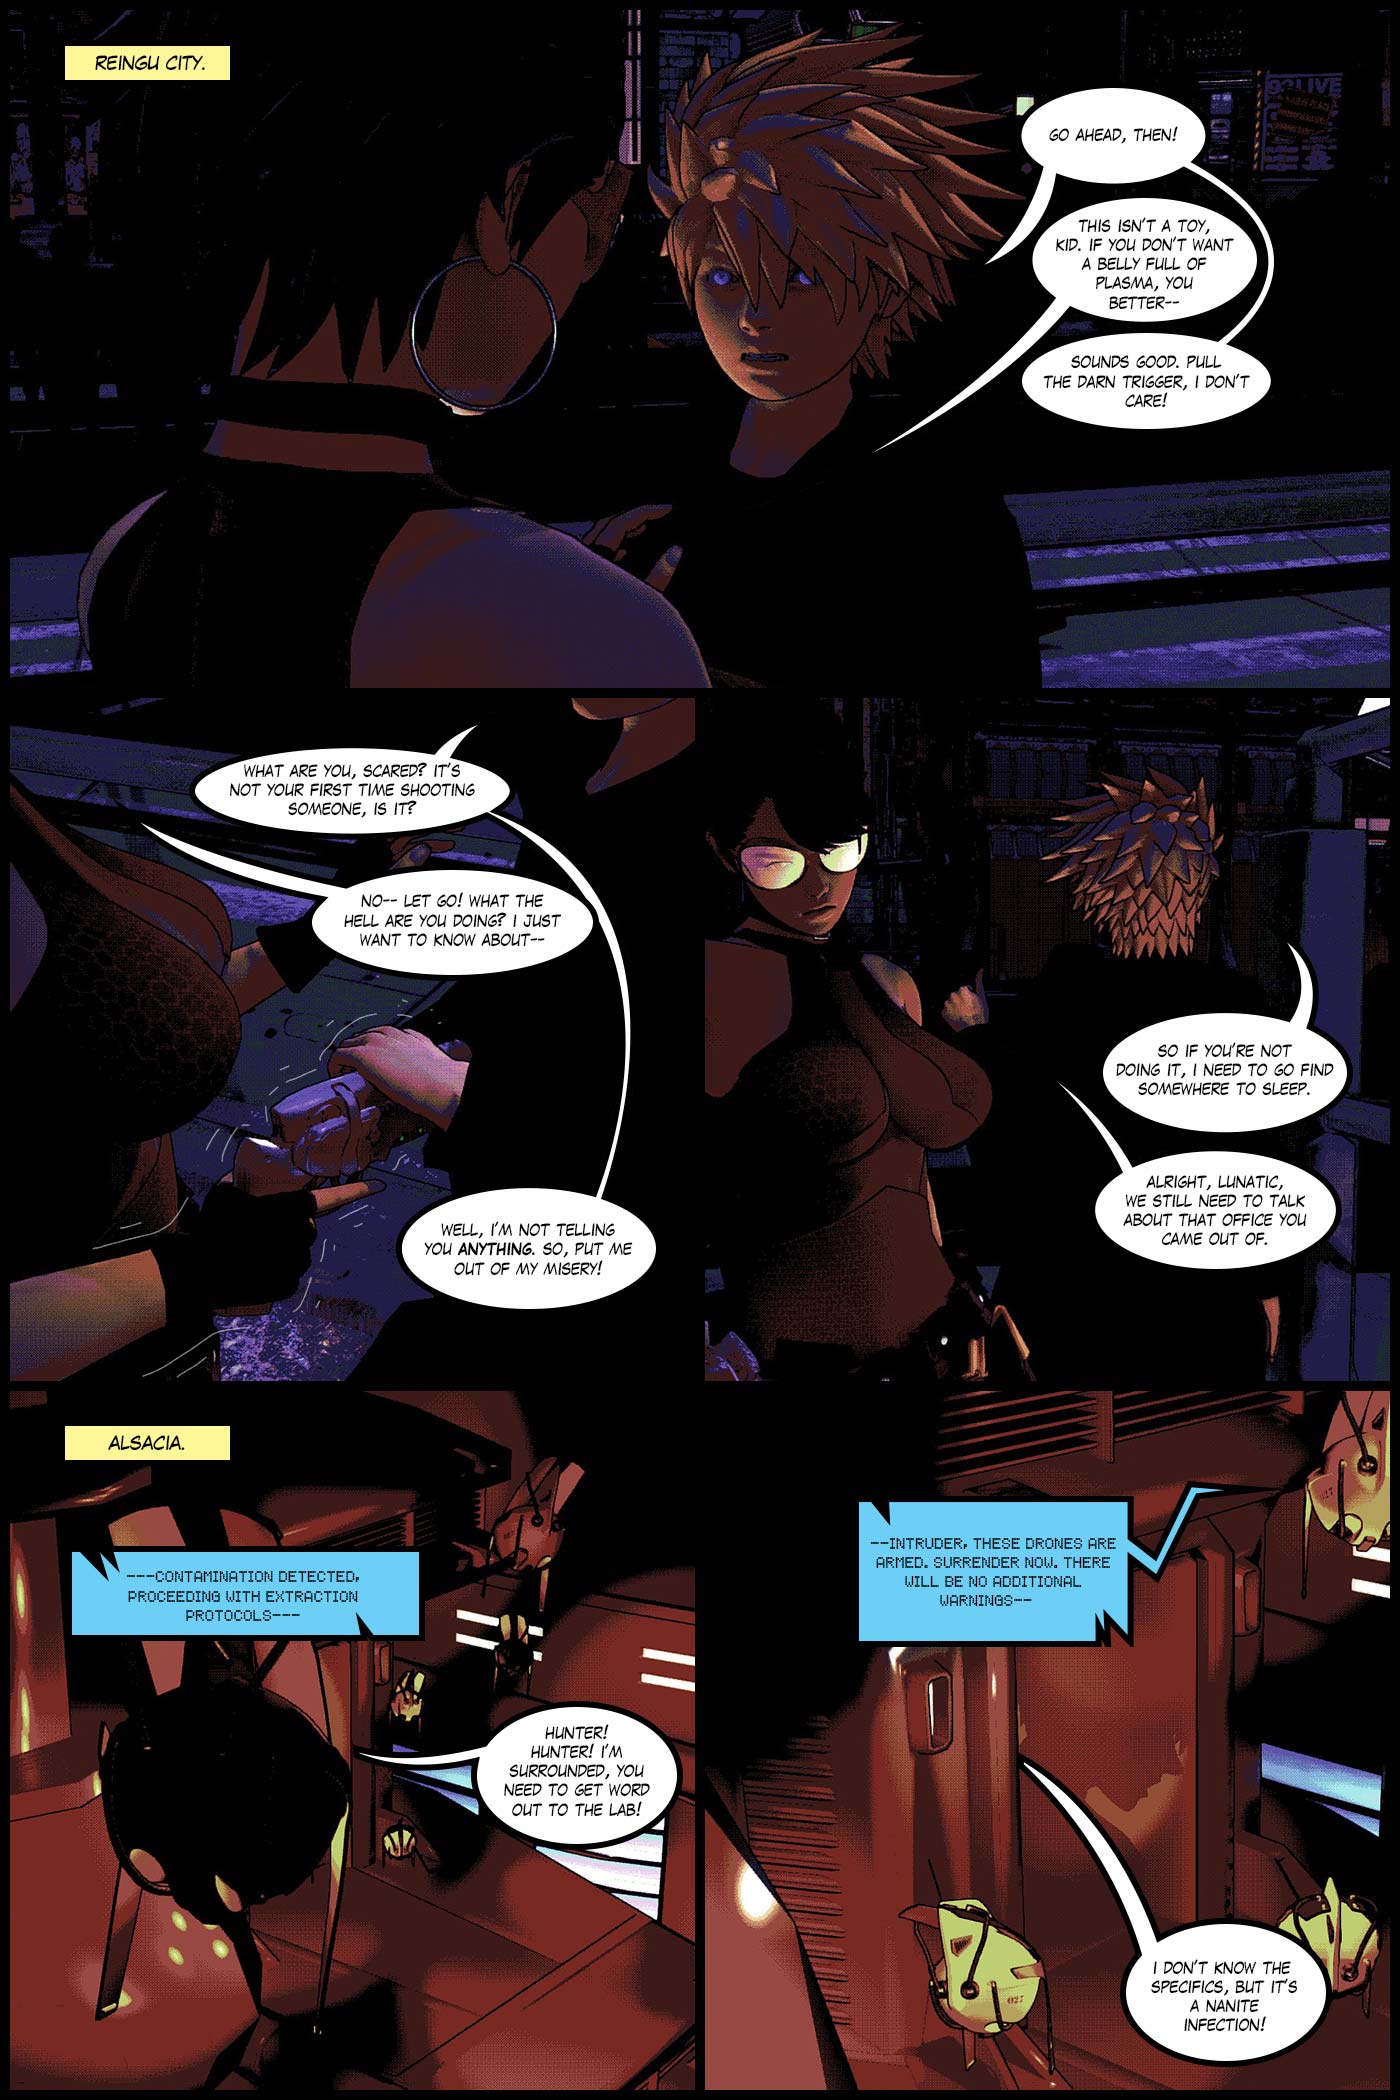 REINGU CITY.
GO AHEAD, THEN!
THIS ISN'T A TOY,
KID. IF YOU DON'T WANT
A BELLY FULL OF
PLASMA, YOU
BETTER--
SOUNDS GOOD. PULL
THE DARN TRIGGER, I DON'T
CARE!
92LIVE
WHAT ARE YOU, SCARED? IT'S
NOT YOUR FIRST TIME SHOOTING
SOMEONE, IS IT?
NO-- LET GO! WHAT THE
HELL ARE YOU DOING? I JUST
WANT TO KNOW ABOUT--
WELL, I'M NOT TELLING
YOU ANYTHING. SO, PUT ME
OUT OF MY MISERY!
SO IF YOU'RE NOT
DOING IT, I NEED TO GO FIND
SOMEWHERE TO SLEEP.
ALRIGHT, LUNATIC,
WE STILL NEED TO TALK
ABOUT THAT OFFICE YOU
CAME OUT OF.
ALSACIA.
---CONTAMINATION DETECTED,
PROCEEDING WITH EXTRACTION
PROTOCOLS---
HUNTER!
HUNTER! I'M
SURROUNDED, YOU
NEED TO GET WORD
OUT TO THE LAB!
--INTRUDER, THESE DRONES ARE
ARMED. SURRENDER NOW. THERE
WILL BE NO ADDITIONAL
WARNINGS--
027
I DON'T KNOW THE
SPECIFICS, BUT IT'S
A NANITE
INFECTION!